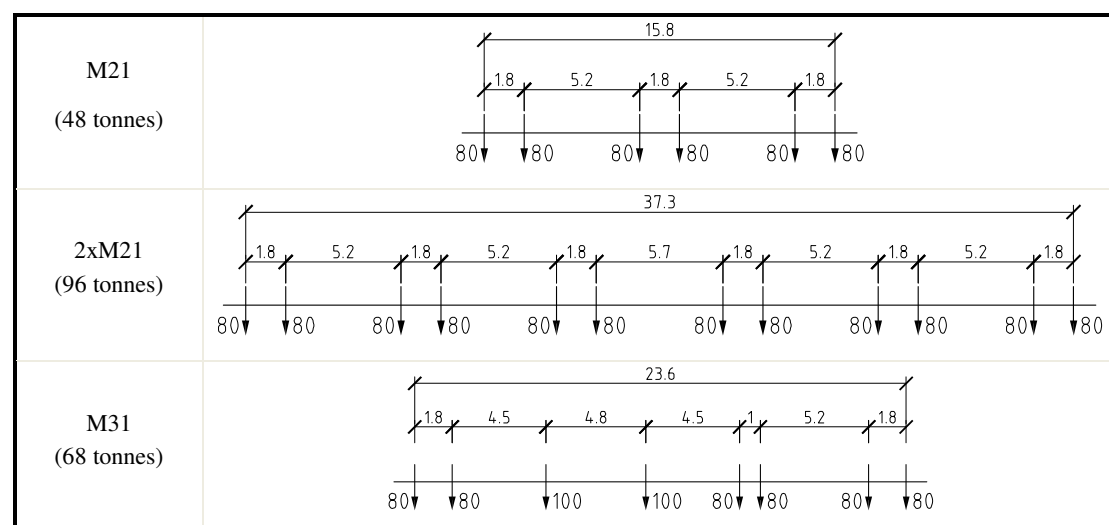 M21
(48 tonnes)
15.8
1.8 5.2 1.8 5.2 1.8
80 80 80 80 80 80
2xM21
(96 tonnes)
37.3
1.8 5.2 1.8 5.2 1.8 5.7 1.8 5.2 1.8 5.2 1.8
80 80 80 80 80 80 80 80 80 80 80 80
M31
(68 tonnes)
23.6
1.8 4.5 4.8 4.5 1 5.2 1.8
80 80 100 100 80 80 80 80